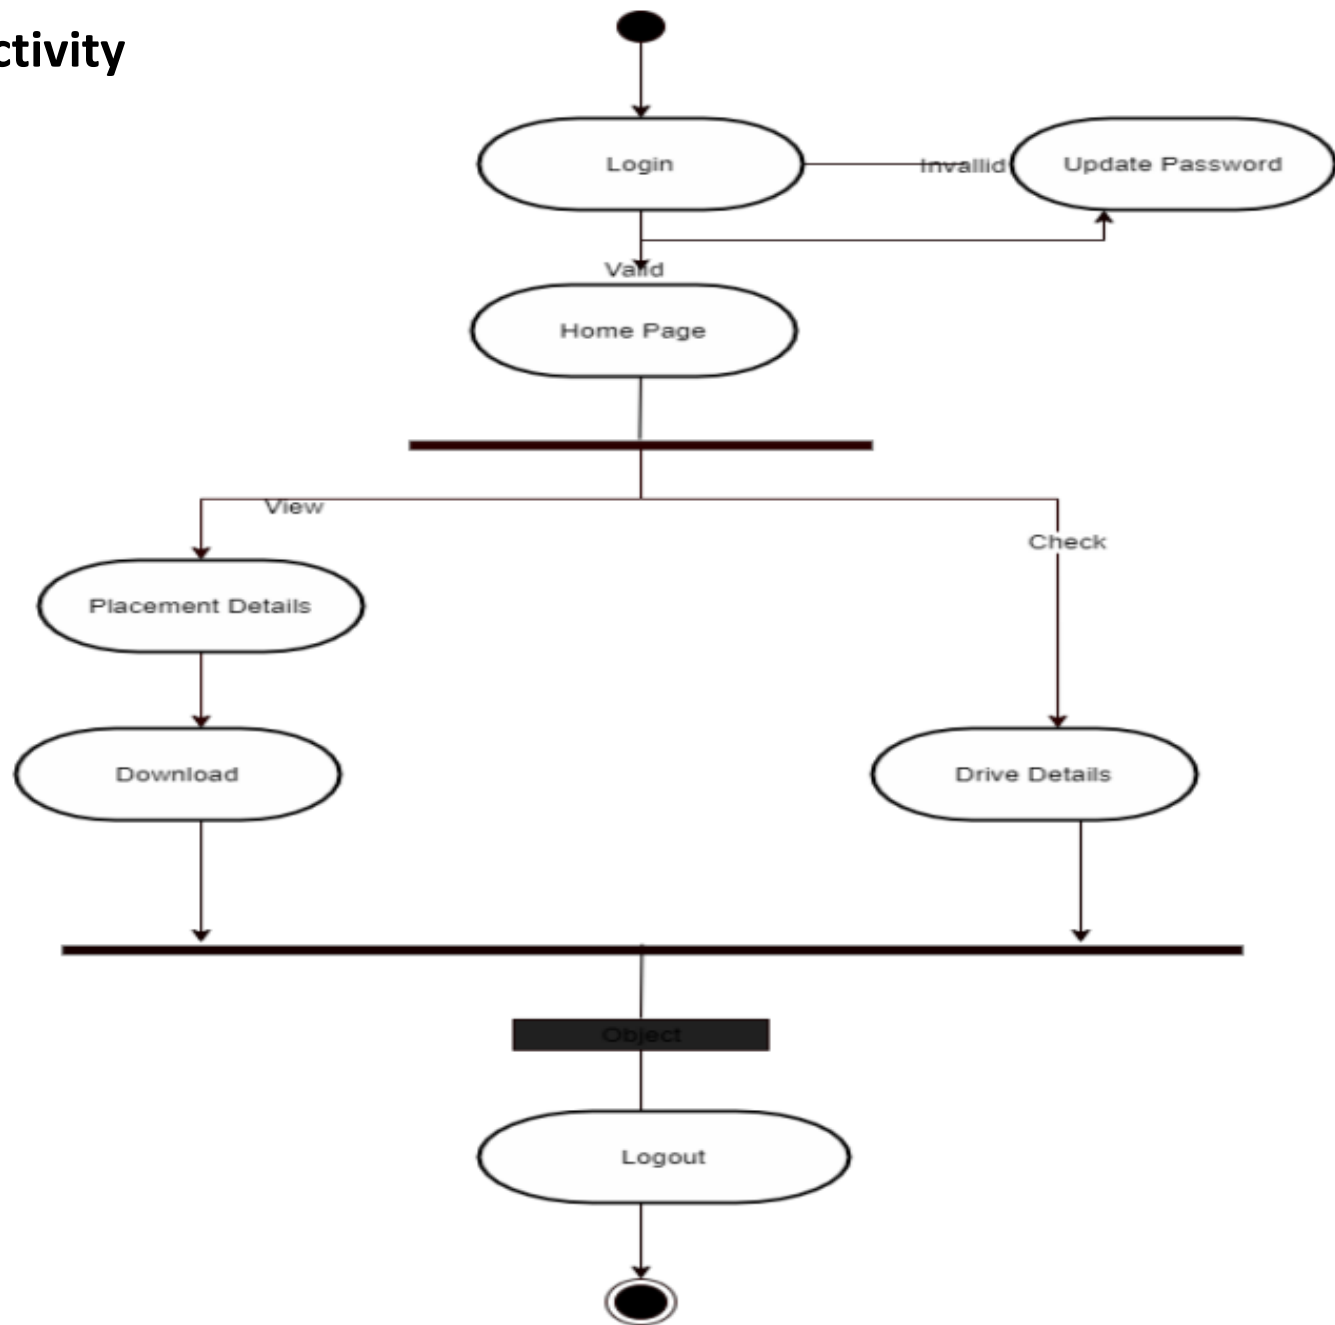 ctivity
Login
Invallid
Update Password
Valid
Home Page
View
Check
Placement Details
Download
Drive Details
Object
Logout